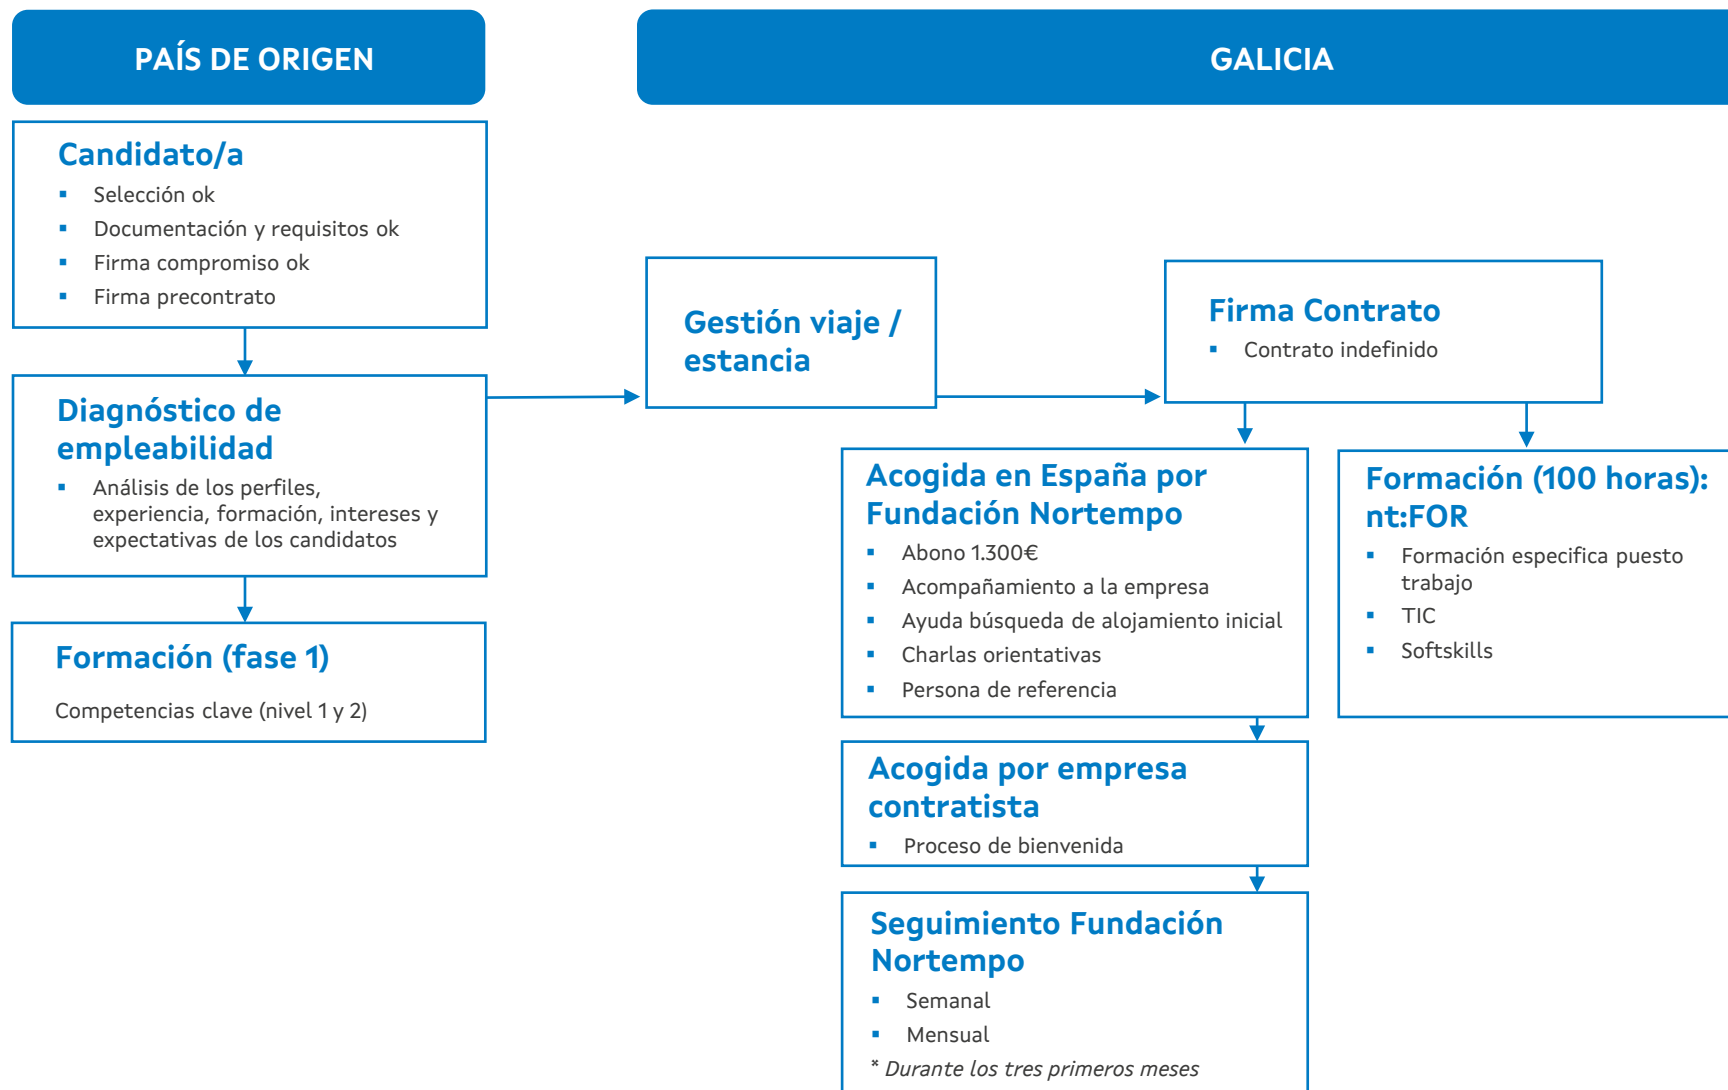 PAÍS DE ORIGEN
GALICIA
Candidato/a
▪ Selección ok
▪ Documentación y requisitos ok
▪ Firma compromiso ok
▪ Firma precontrato
Diagnóstico de
empleabilidad
▪ Análisis de los perfiles,
experiencia, formación, intereses y
expectativas de los candidatos
Formación (fase 1)
Competencias clave (nivel 1 y 2)
Gestión viaje /
estancia
Firma Contrato
▪ Contrato indefinido
Acogida en España por
Fundación Nortempo
▪ Abono 1.300€
▪ Acompañamiento a la empresa
▪ Ayuda búsqueda de alojamiento inicial
▪ Charlas orientativas
▪ Persona de referencia
Formación (100 horas):
nt:FOR
▪ Formación especifica puesto
trabajo
▪ TIC
▪ Softskills
Acogida por empresa
contratista
▪ Proceso de bienvenida
Seguimiento Fundación
Nortempo
▪ Semanal
▪ Mensual
* Durante los tres primeros meses